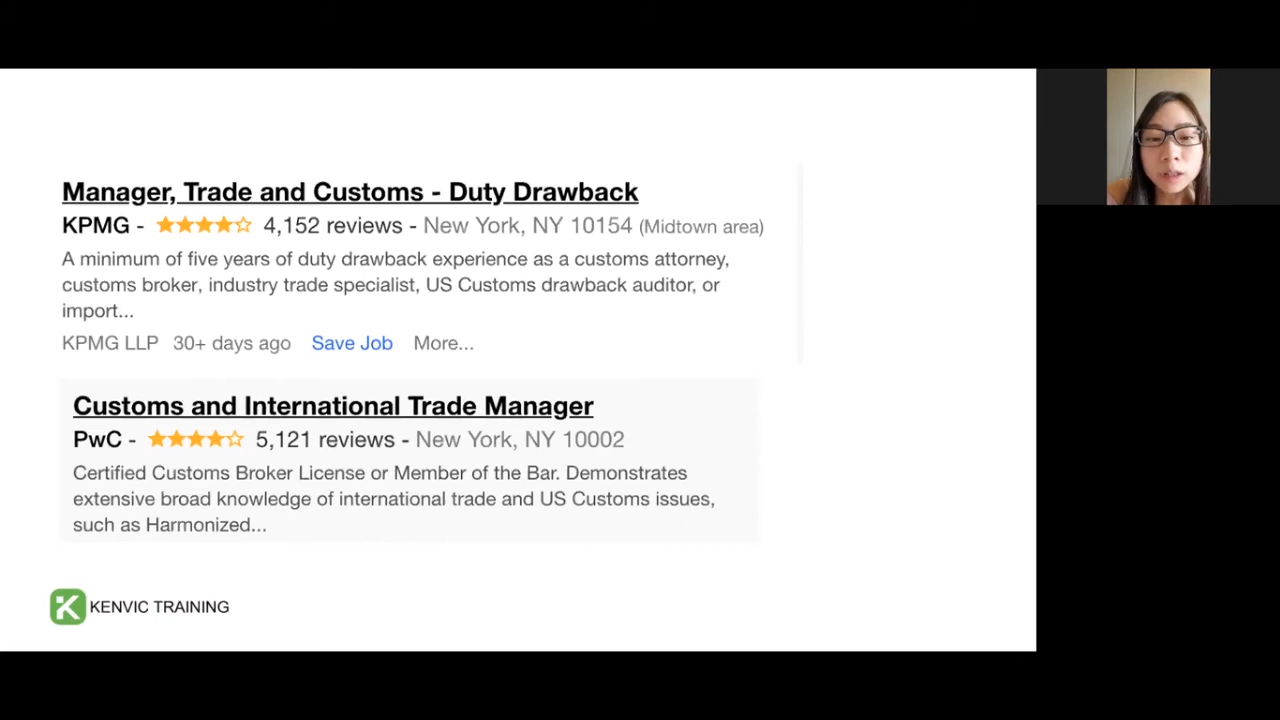 Manager, Trade and Customs - Duty Drawback
KPMG - 4,152 reviews - New York, NY 10154 (Midtown area)
A minimum of five years of duty drawback experience as a customs attorney,
customs broker, industry trade specialist, US Customs drawback auditor, or
import...
KPMG LLP 30+ days ago Save Job More...
Customs and International Trade Manager
PwC - 5,121 reviews - New York, NY 10002
Certified Customs Broker License or Member of the Bar. Demonstrates
extensive broad knowledge of international trade and US Customs issues,
such as Harmonized...
KENVIC TRAINING